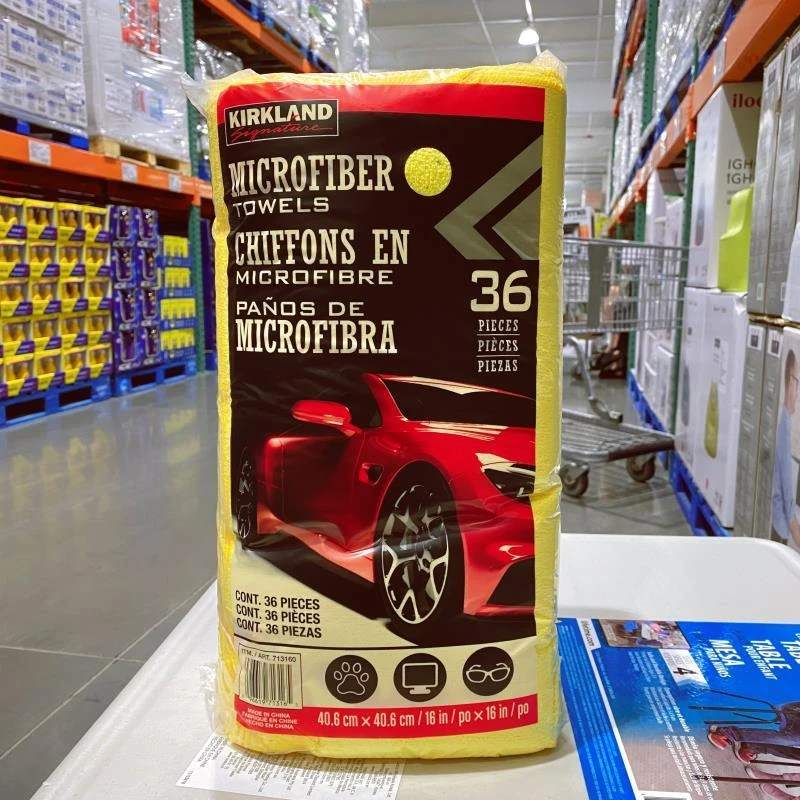 KIRKLAND
Signature
MICROFIBER
TOWELS
CHIFFONS EN
MICROFIBRE
PAÑOS DE
MICROFIBRA
36
PIECES
PIÈCES
PIEZAS
CONT. 36 PIECES
CONT. 36 PIÈCES
CONT. 36 PIEZAS
ITM. / ART. 713160
MADE IN CHINA
FABRIQUÉ EN CHINE
HECHO EN CHINA
40.6 cm × 40.6 cm / 16 in / po × 16 in / po
TABLE
MESA
4